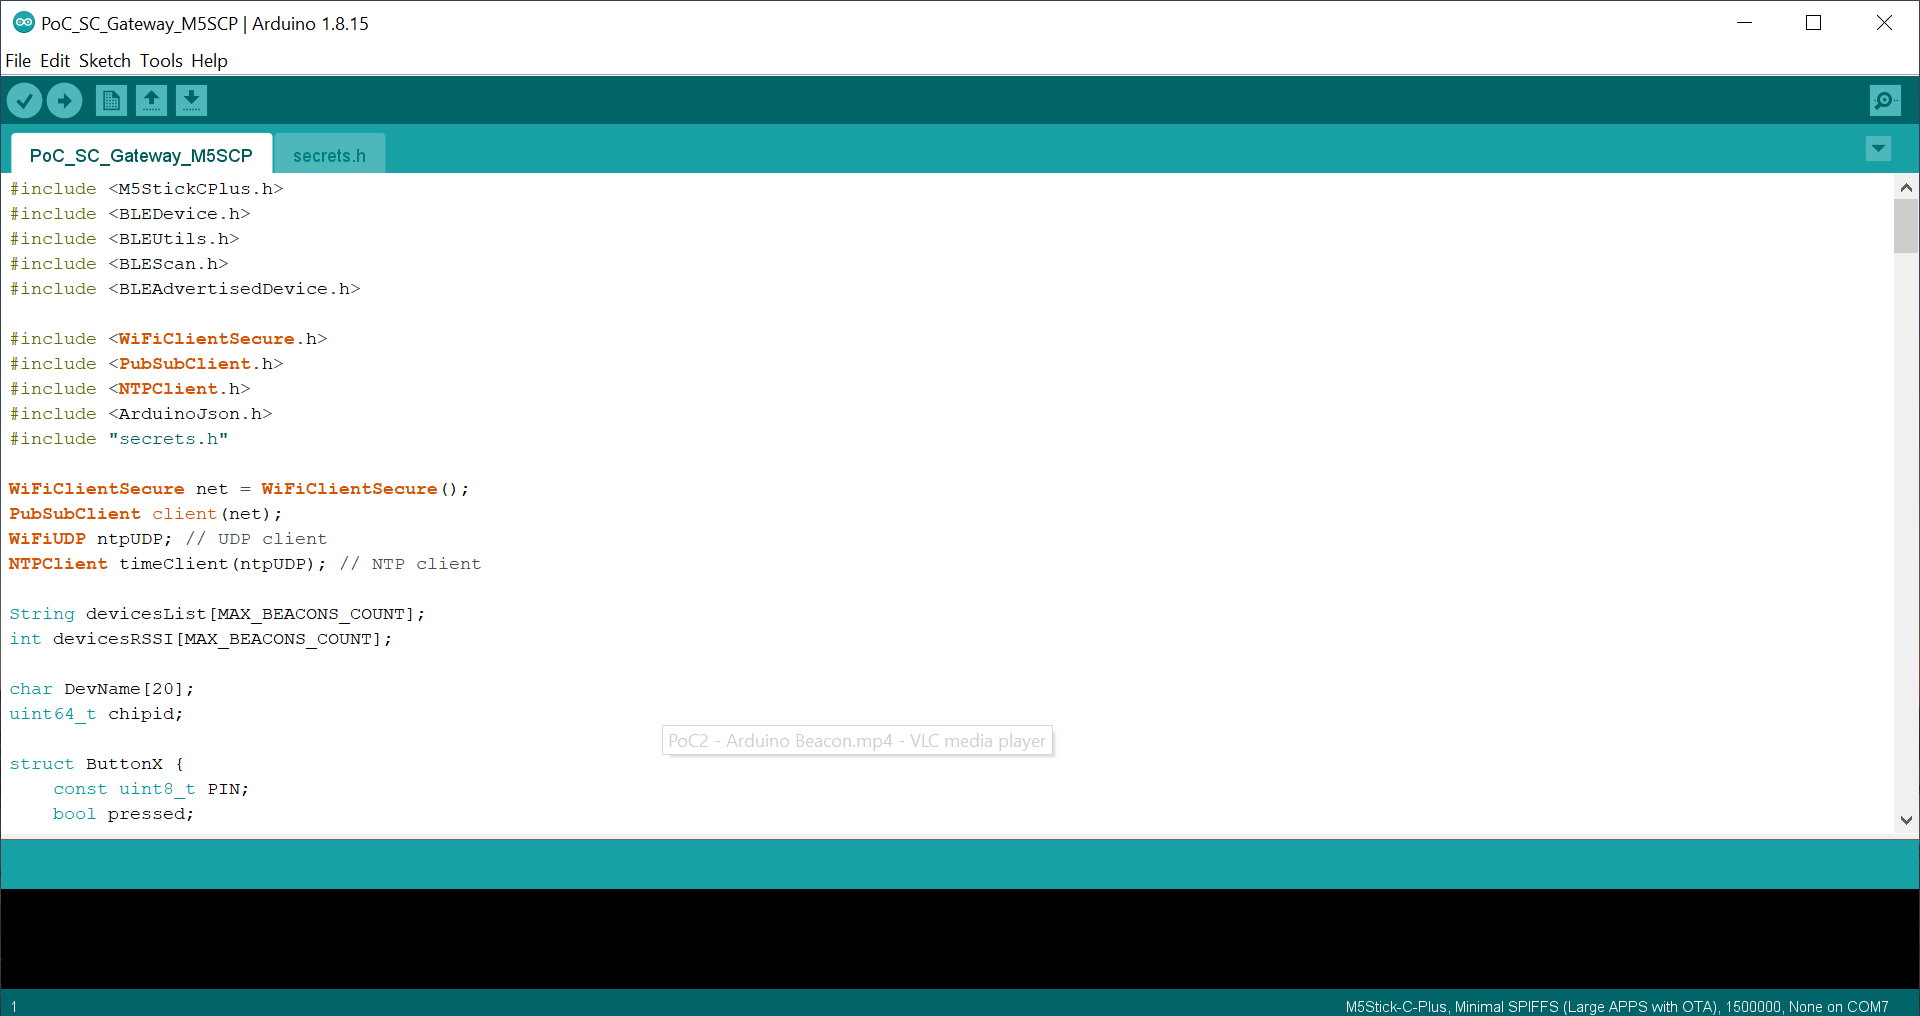 PoC_SC_Gateway_M5SCP | Arduino 1.8.15
File Edit Sketch Tools Help
PoC_SC_Gateway_M5SCP secrets.h
#include <M5StickCPlus.h>
#include <BLEDevice.h>
#include <BLEUtils.h>
#include <BLEScan.h>
#include <BLEAdvertisedDevice.h>
#include <WiFiClientSecure.h>
#include <PubSubClient.h>
#include <NTPClient.h>
#include <ArduinoJson.h>
#include "secrets.h"
WiFiClientSecure net = WiFiClientSecure();
PubSubClient client(net);
WiFiUDP ntpUDP; // UDP client
NTPClient timeClient(ntpUDP); // NTP client
String devicesList[MAX_BEACONS_COUNT];
int devicesRSSI[MAX_BEACONS_COUNT];
char DevName[20];
uint64_t chipid;
PoC2 - Arduino Beacon.mp4 - VLC media player
struct ButtonX {
    const uint8_t PIN;
    bool pressed;
1
M5Stick-C-Plus, Minimal SPIFFS (Large APPS with OTA), 1500000, None on COM7